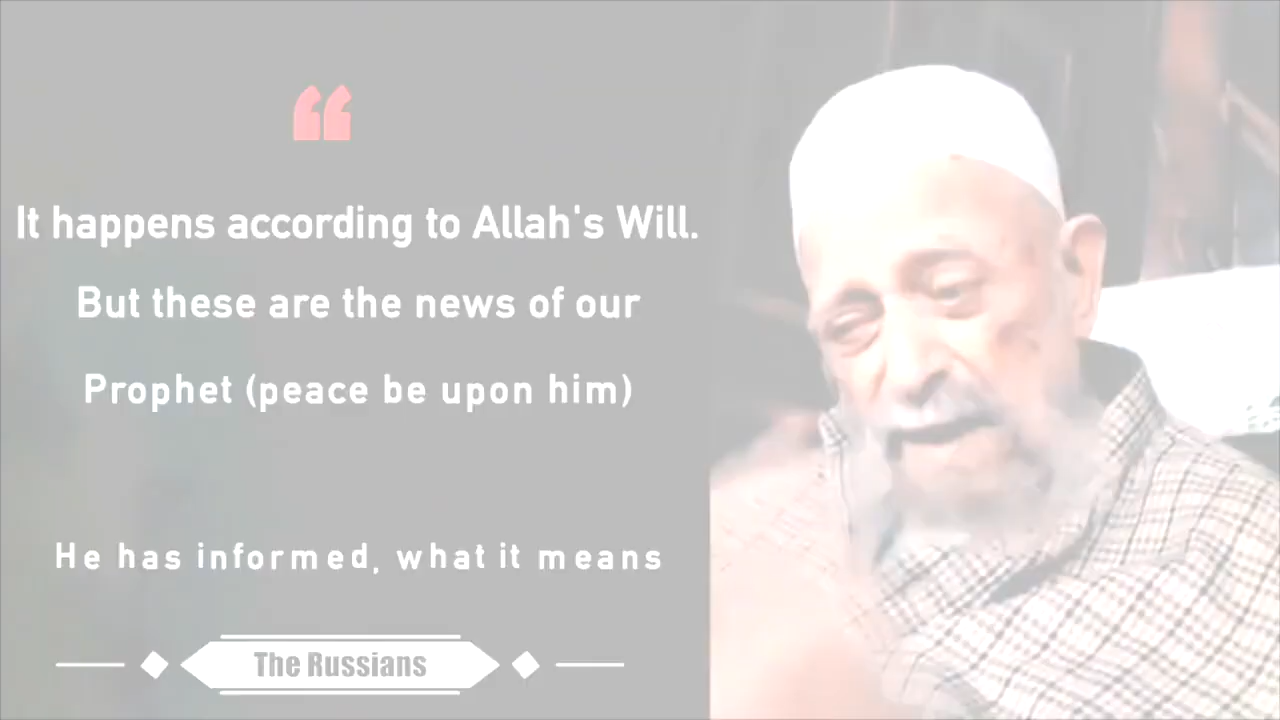 It happens according to Allah's Will.
But these are the news of our
Prophet (peace be upon him)
He has informed, what it means
The Russians